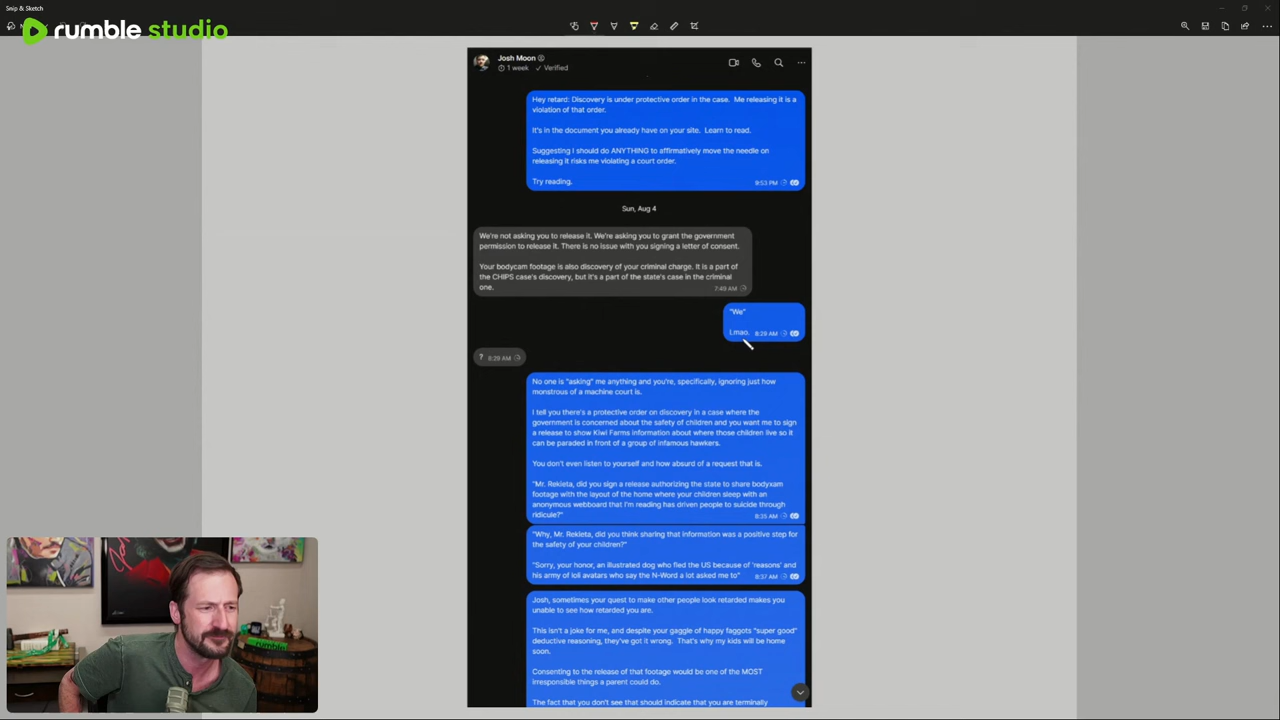 Snip & Sketch
rumble studio
Josh Moon
1 week Verified
Hey retard: Discovery is under protective order in the case. Me releasing it is a
violation of that order.
It's in the document you already have on your site. Learn to read.
Suggesting I should do ANYTHING to affirmatively move the needle on
releasing it risks me violating a court order.
Try reading.
9:53 PM
Sun, Aug 4
We're not asking you to release it. We're asking you to grant the government
permission to release it. There is no issue with you signing a letter of consent.
Your bodycam footage is also discovery of your criminal charge. It is a part of
the CHIPS case's discovery, but it's a part of the state's case in the criminal
one.
7:49 AM
"We"
Lmao. 8:29 AM
? 8:29 AM
No one is "asking" me anything and you're, specifically, ignoring just how
monstrous of a machine court is.
I tell you there's a protective order on discovery in a case where the
government is concerned about the safety of children and you want me to sign
a release to show Kiwi Farms information about where those children live so it
can be paraded in front of a group of infamous hawkers.
You don't even listen to yourself and how absurd of a request that is.
"Mr. Rekieta, did you sign a release authorizing the state to share bodyxam
footage with the layout of the home where your children sleep with an
anonymous webboard that I'm reading has driven people to suicide through
ridicule?"
8:35 AM
"Why, Mr. Rekieta, did you think sharing that information was a positive step for
the safety of your children?"
"Sorry, your honor, an illustrated dog who fled the US because of 'reasons' and
his army of loli avatars who say the N-Word a lot asked me to"
8:37 AM
Josh, sometimes your quest to make other people look retarded makes you
unable to see how retarded you are.
This isn't a joke for me, and despite your gaggle of happy faggots "super good"
deductive reasoning, they've got it wrong. That's why my kids will be home
soon.
Consenting to the release of that footage would be one of the MOST
irresponsible things a parent could do.
The fact that you don't see that should indicate that you are terminally